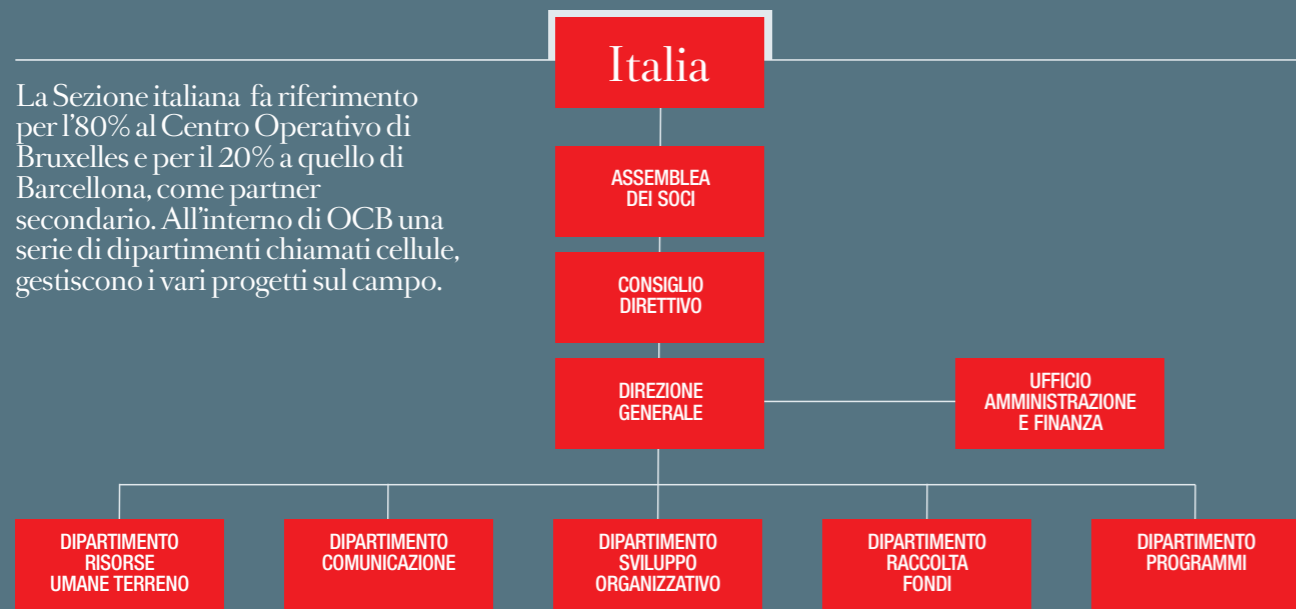 Italia
La Sezione italiana fa riferimento
per l'80% al Centro Operativo di
Bruxelles e per il 20% a quello di
Barcellona, come partner
secondario. All'interno di OCB una
serie di dipartimenti chiamati cellule,
gestiscono i vari progetti sul campo.
ASSEMBLEA
DEI SOCI
CONSIGLIO
DIRETTIVO
DIREZIONE
GENERALE
UFFICIO
AMMINISTRAZIONE
E FINANZA
DIPARTIMENTO
RISORSE
UMANE TERRENO
DIPARTIMENTO
COMUNICAZIONE
DIPARTIMENTO
SVILUPPO
ORGANIZZATIVO
DIPARTIMENTO
RACCOLTA
FONDI
DIPARTIMENTO
PROGRAMMI